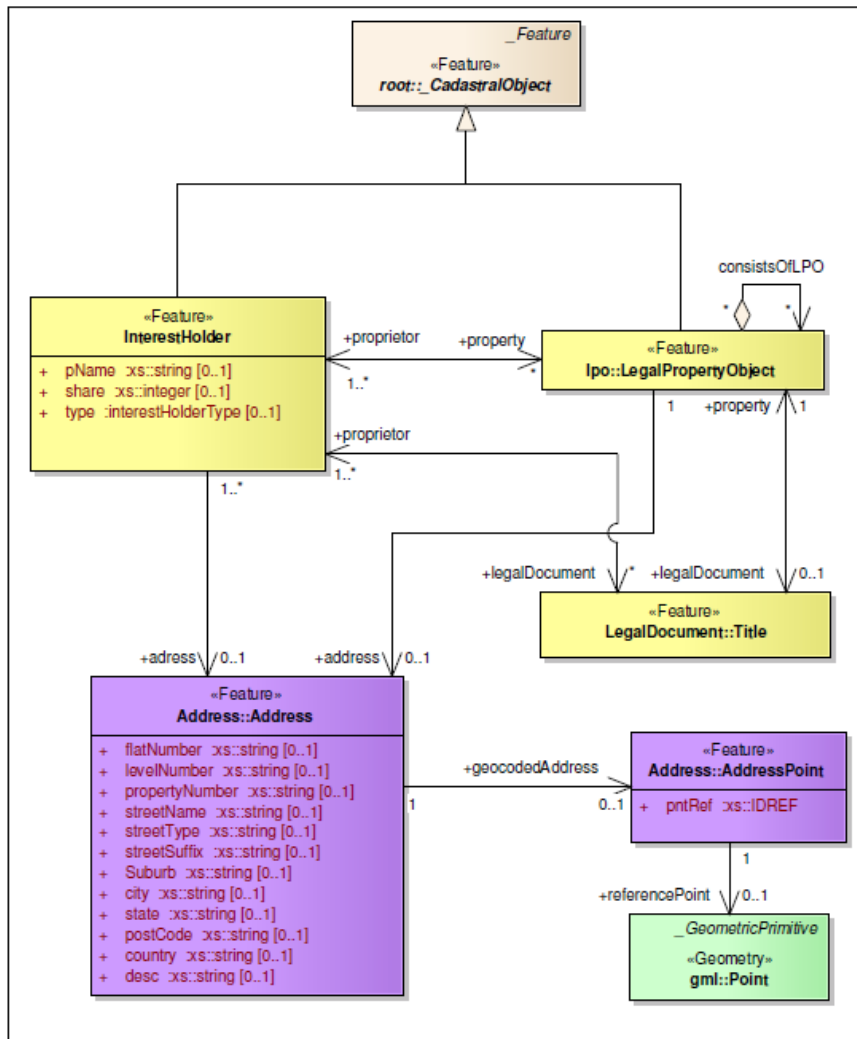 _Feature
«Feature»
root::_CadastralObject
consistsOfLPO
* *
«Feature»
InterestHolder
+ pName :xs::string [0..1]
+ share :xs::integer [0..1]
+ type :interestHolderType [0..1]
+proprietor +property
1..* *
«Feature»
lpo::LegalPropertyObject
1 +property 1
+proprietor
1..*
1..*
+legalDocument * +legalDocument 0..1
«Feature»
LegalDocument::Title
+adress 0..1 +address 0..1
«Feature»
Address::Address
+ flatNumber :xs::string [0..1]
+ levelNumber :xs::string [0..1]
+ propertyNumber :xs::string [0..1]
+ streetName :xs::string [0..1]
+ streetType :xs::string [0..1]
+ streetSuffix :xs::string [0..1]
+ Suburb :xs::string [0..1]
+ city :xs::string [0..1]
+ state :xs::string [0..1]
+ postCode :xs::string [0..1]
+ country :xs::string [0..1]
+ desc :xs::string [0..1]
+geocodedAddress
1 0..1
«Feature»
Address::AddressPoint
+ pntRef :xs::IDREF
1
+referencePoint 0..1
_GeometricPrimitive
«Geometry»
gml::Point